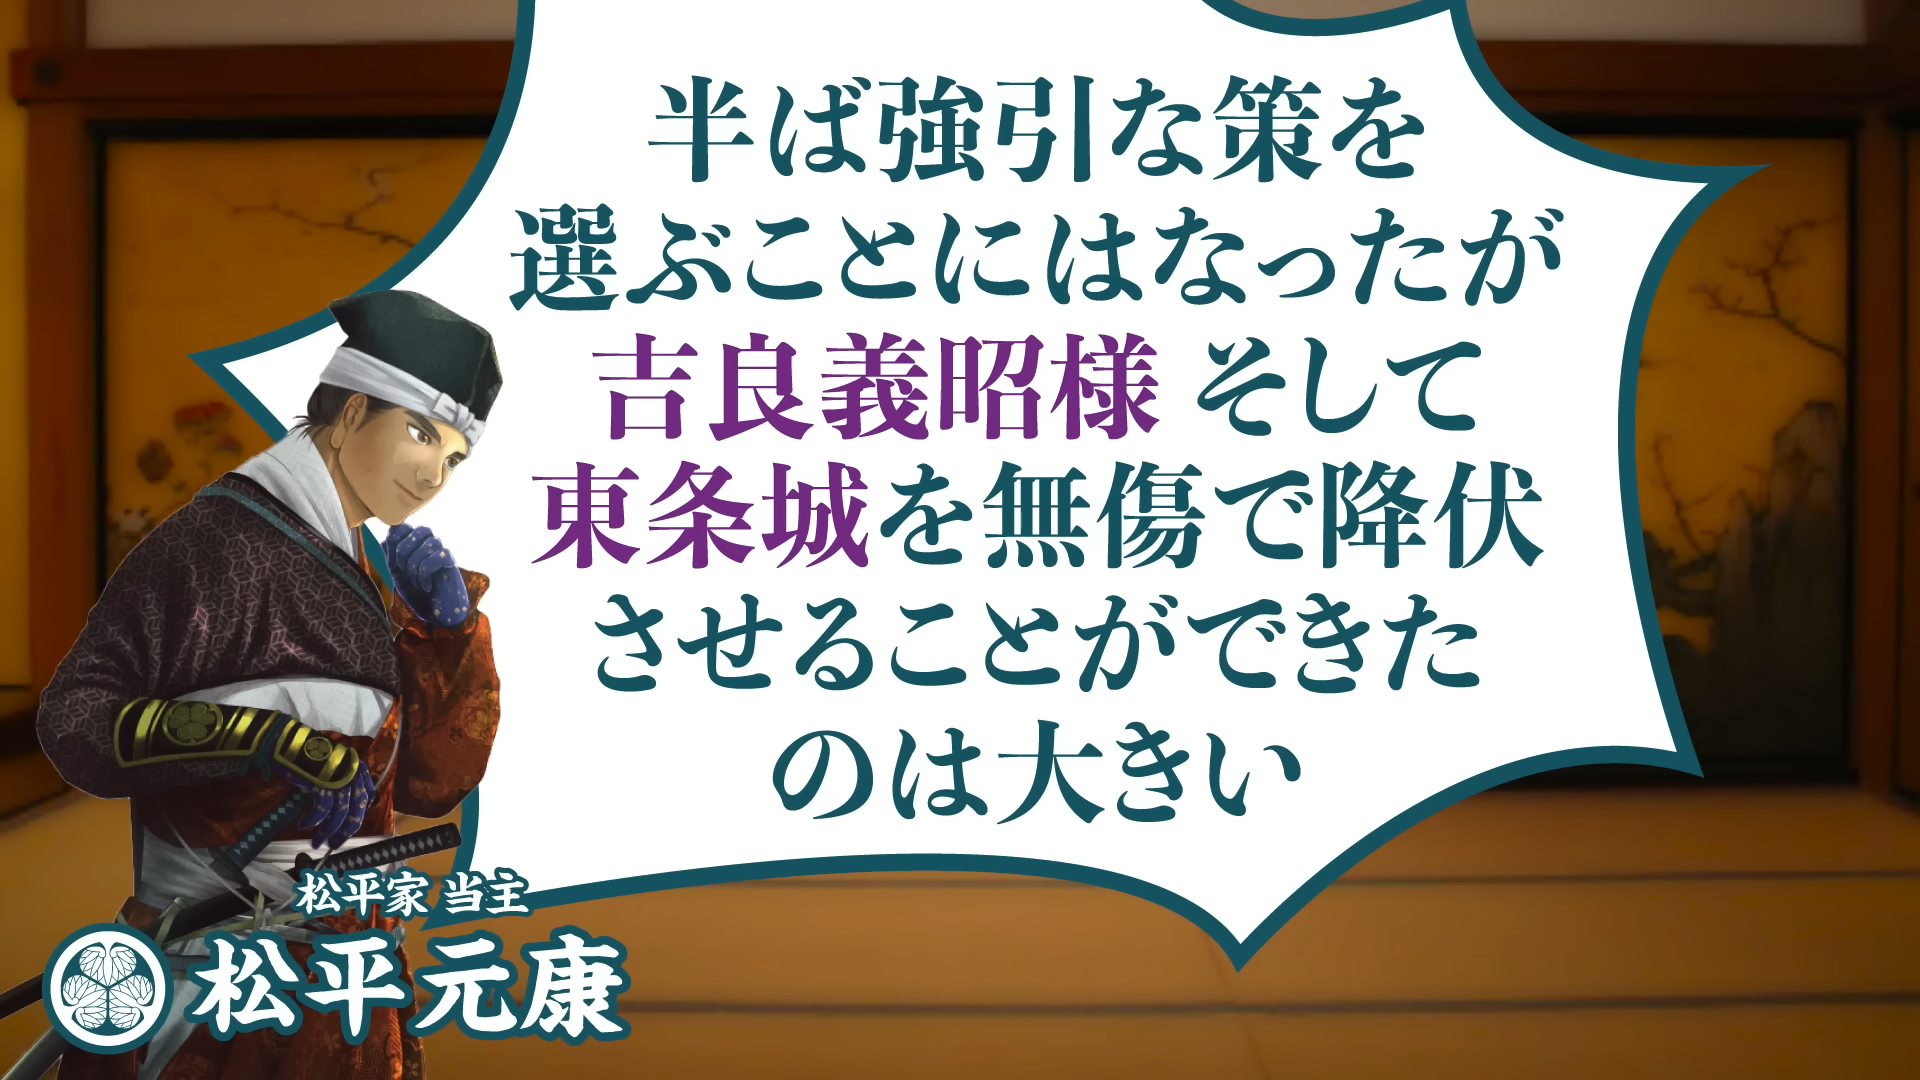 半ば強引な策を
選ぶことにはなったが
吉良義昭様 そして
東条城を無傷で降伏
させることができた
のは大きい
松平家 当主
松平元康